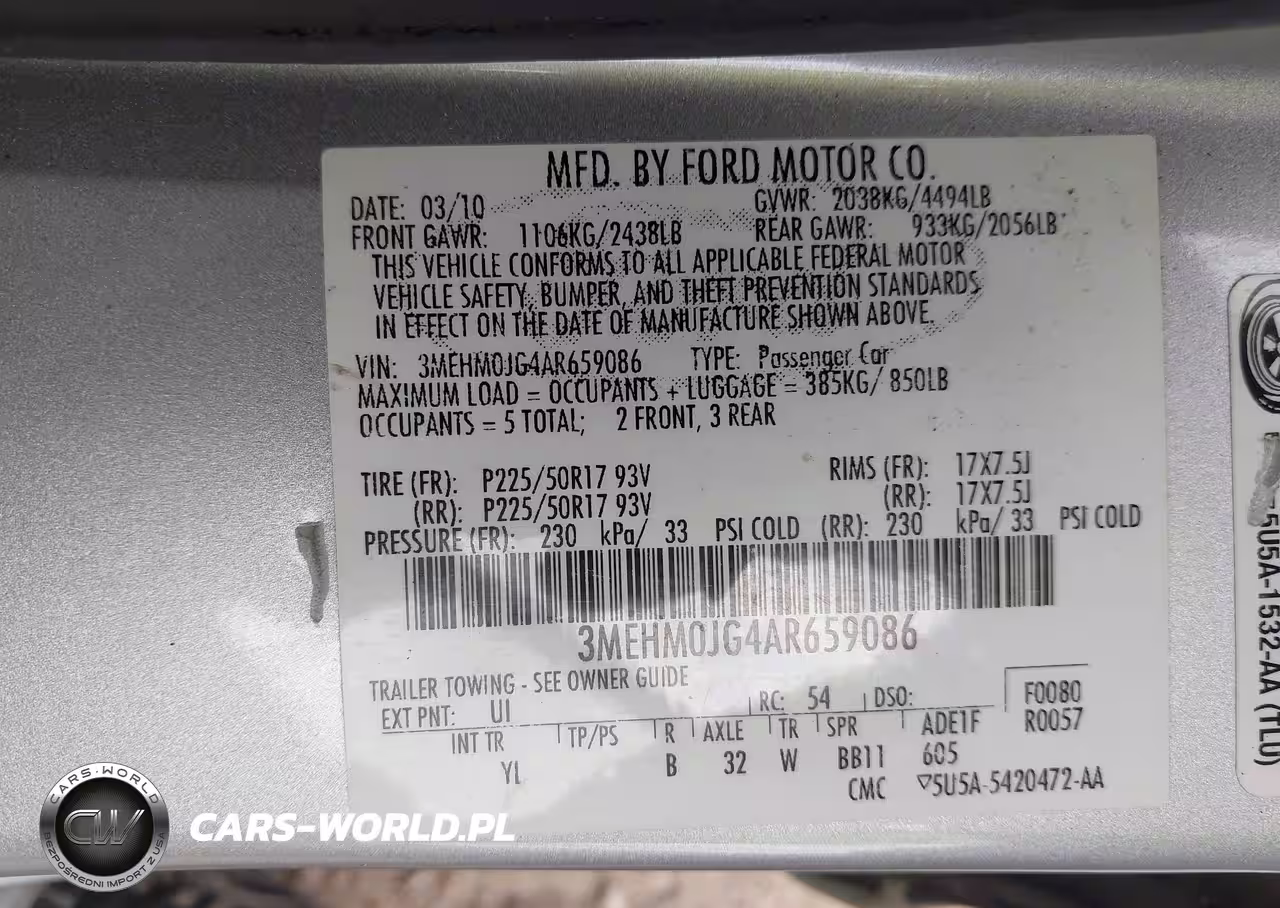 MFD. BY FORD MOTOR CO.
DATE: 03/10 GVWR: 2038KG/4494LB
FRONT GAWR: 1106KG/2438LB REAR GAWR: 933KG/2056LB
THIS VEHICLE CONFORMS TO ALL APPLICABLE FEDERAL MOTOR
VEHICLE SAFETY, BUMPER, AND THEFT PREVENTION STANDARDS
IN EFFECT ON THE DATE OF MANUFACTURE SHOWN ABOVE.
VIN: 3MEHM0JG4AR659086 TYPE: Passenger Car
MAXIMUM LOAD = OCCUPANTS + LUGGAGE = 385KG/ 850LB
OCCUPANTS = 5 TOTAL; 2 FRONT, 3 REAR
TIRE (FR): P225/50R17 93V RIMS (FR): 17X7.5J
(RR): P225/50R17 93V (RR): 17X7.5J
PRESSURE (FR): 230 kPa/ 33 PSI COLD (RR): 230 kPa/ 33 PSI COLD
3MEHM0JG4AR659086
TRAILER TOWING - SEE OWNER GUIDE
EXT PNT: UI RC: 54 DSO: F0080
INT TR TP/PS R AXLE TR SPR ADE1F R0057
YL B 32 W BB11 605
CMC ▽5U5A-5420472-AA
5U5A-1532-AA (TLU)
CARS-WORLD
CW
BEZPOŚREDNI IMPORT Z USA
CARS-WORLD.PL